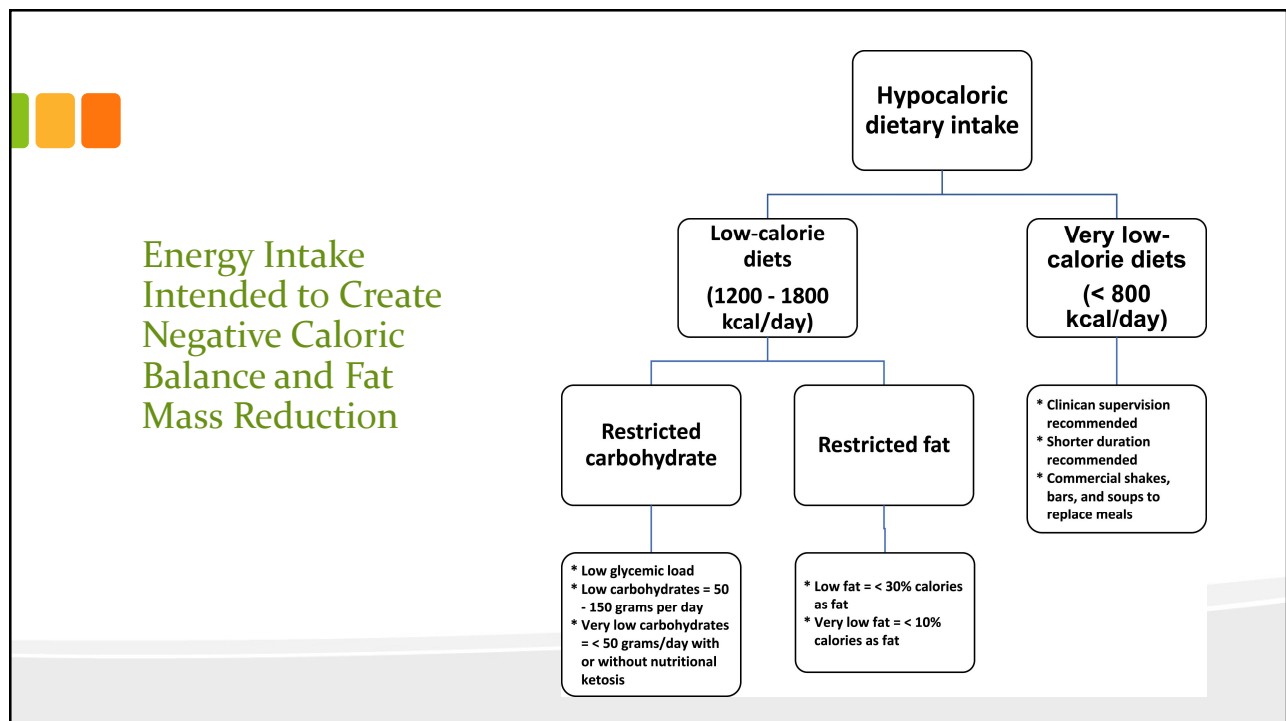 Energy Intake
Intended to Create
Negative Caloric
Balance and Fat
Mass Reduction
Hypocaloric
dietary intake
Low-calorie
diets
(1200 - 1800
kcal/day)
Very low-
calorie diets
(< 800
kcal/day)
Restricted
carbohydrate
Restricted fat
* Clinican supervision
recommended
* Shorter duration
recommended
* Commercial shakes,
bars, and soups to
replace meals
* Low glycemic load
* Low carbohydrates = 50
- 150 grams per day
* Very low carbohydrates
= < 50 grams/day with
or without nutritional
ketosis
* Low fat = < 30% calories
as fat
* Very low fat = < 10%
calories as fat